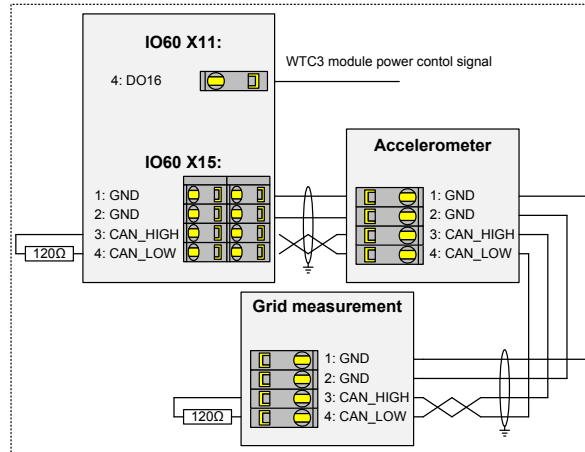 IO60 X11:
WTC3 module power contol signal
4: DO16
IO60 X15:
Accelerometer
1: GND
2: GND
3: CAN_HIGH
4: CAN_LOW
120Ω
1: GND
2: GND
3: CAN_HIGH
4: CAN_LOW
Grid measurement
1: GND
2: GND
3: CAN_HIGH
4: CAN_LOW
120Ω